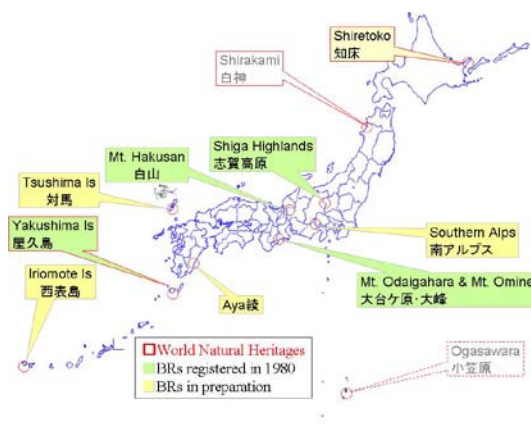 Shiretoko
知床
Shirakami
白神
Shiga Highlands
志賀高原
Mt. Hakusan
白山
Tsushima Is
対馬
Yakushima Is
屋久島
Southern Alps
南アルプス
Iriomote Is
西表島
Aya綾
Mt. Odaigahara & Mt. Omine
大台ケ原・大峰
World Natural Heritages
BRs registered in 1980
BRs in preparation
Ogasawara
小笠原